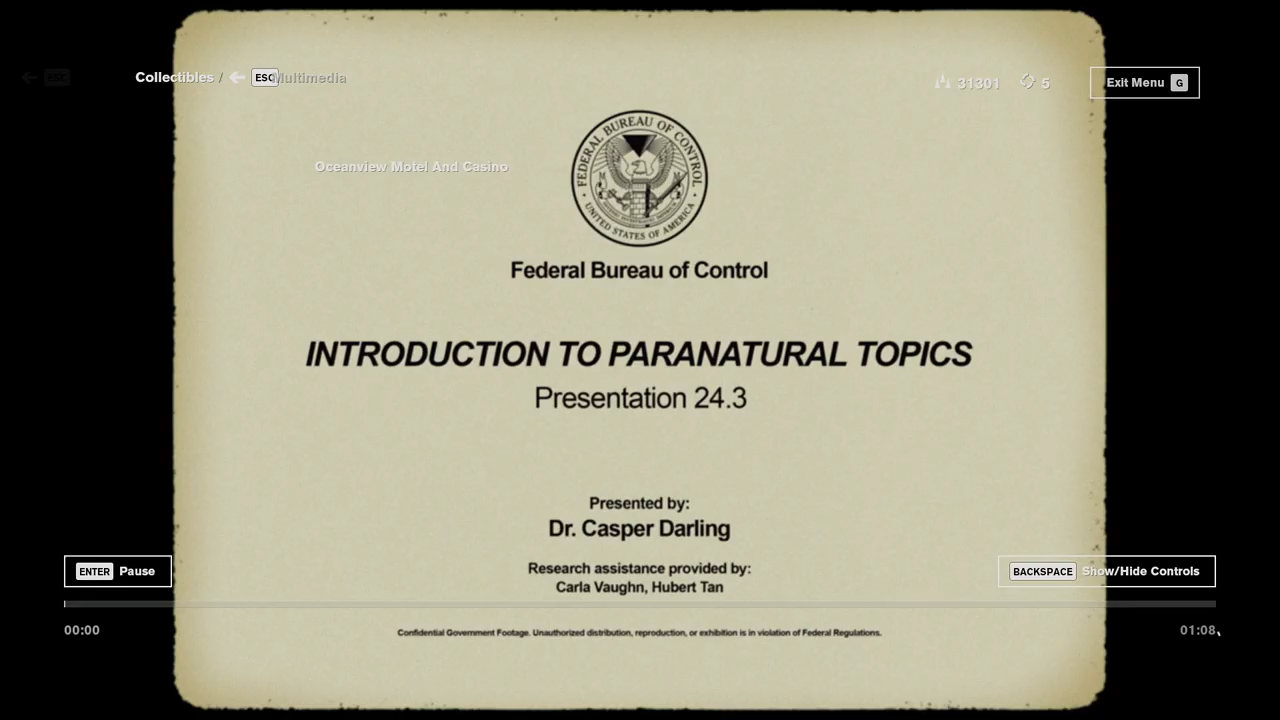 ESC
Collectibles / ESC Multimedia
31301
5
Exit Menu G
Oceanview Motel And Casino
FEDERAL BUREAU OF CONTROL
UNITED STATES OF AMERICA
Federal Bureau of Control
INTRODUCTION TO PARANATURAL TOPICS
Presentation 24.3
Presented by:
Dr. Casper Darling
Research assistance provided by:
Carla Vaughn, Hubert Tan
ENTER Pause
BACKSPACE Show/Hide Controls
00:00
01:08
Confidential Government Footage. Unauthorized distribution, reproduction, or exhibition is in violation of Federal Regulations.